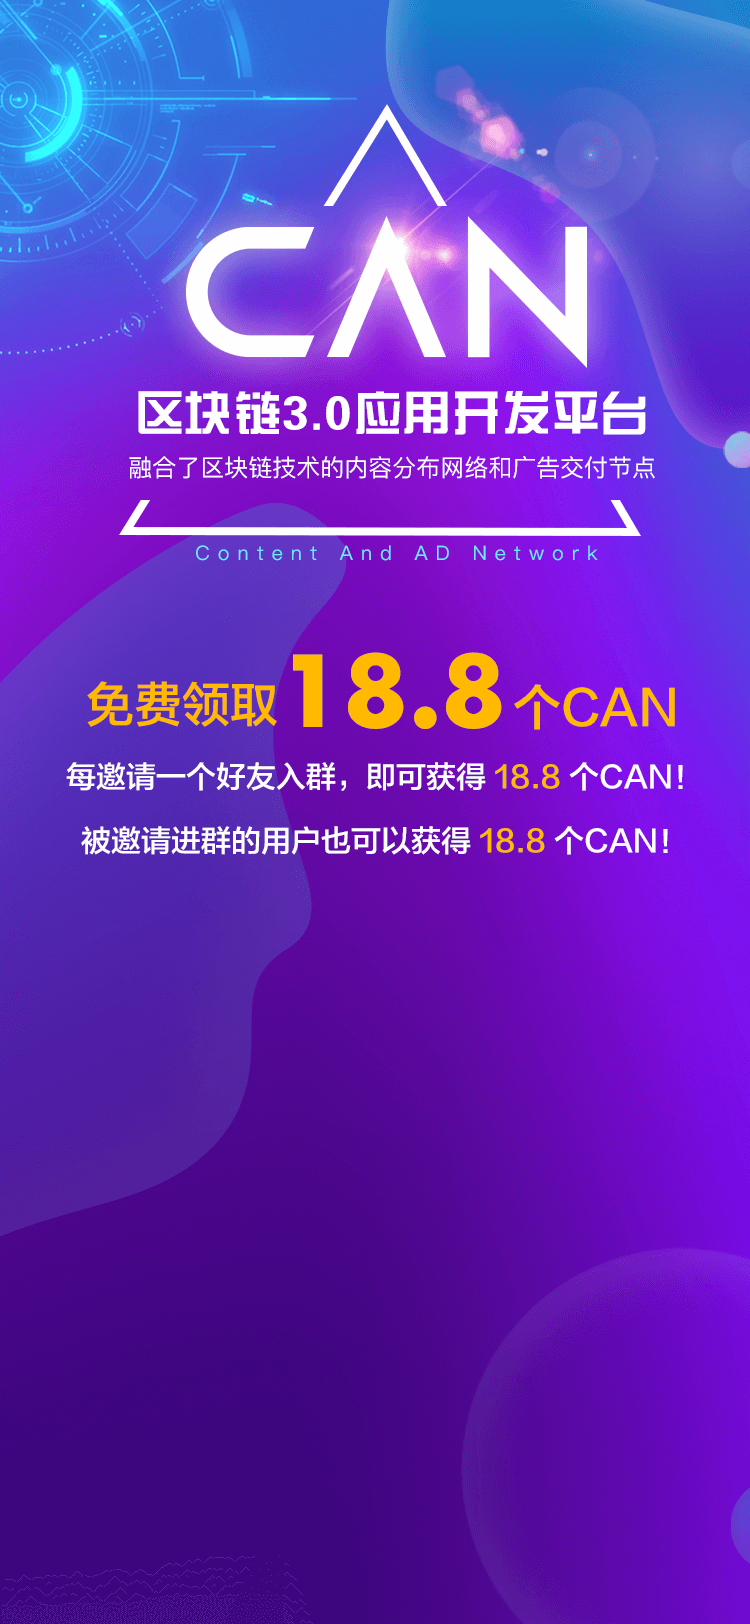 CAN
区块链3.0应用开发平台
融合了区块链技术的内容分布网络和广告交付节点
Content And AD Network
免费领取18.8个CAN
每邀请一个好友入群，即可获得 18.8 个CAN！
被邀请进群的用户也可以获得 18.8 个CAN！